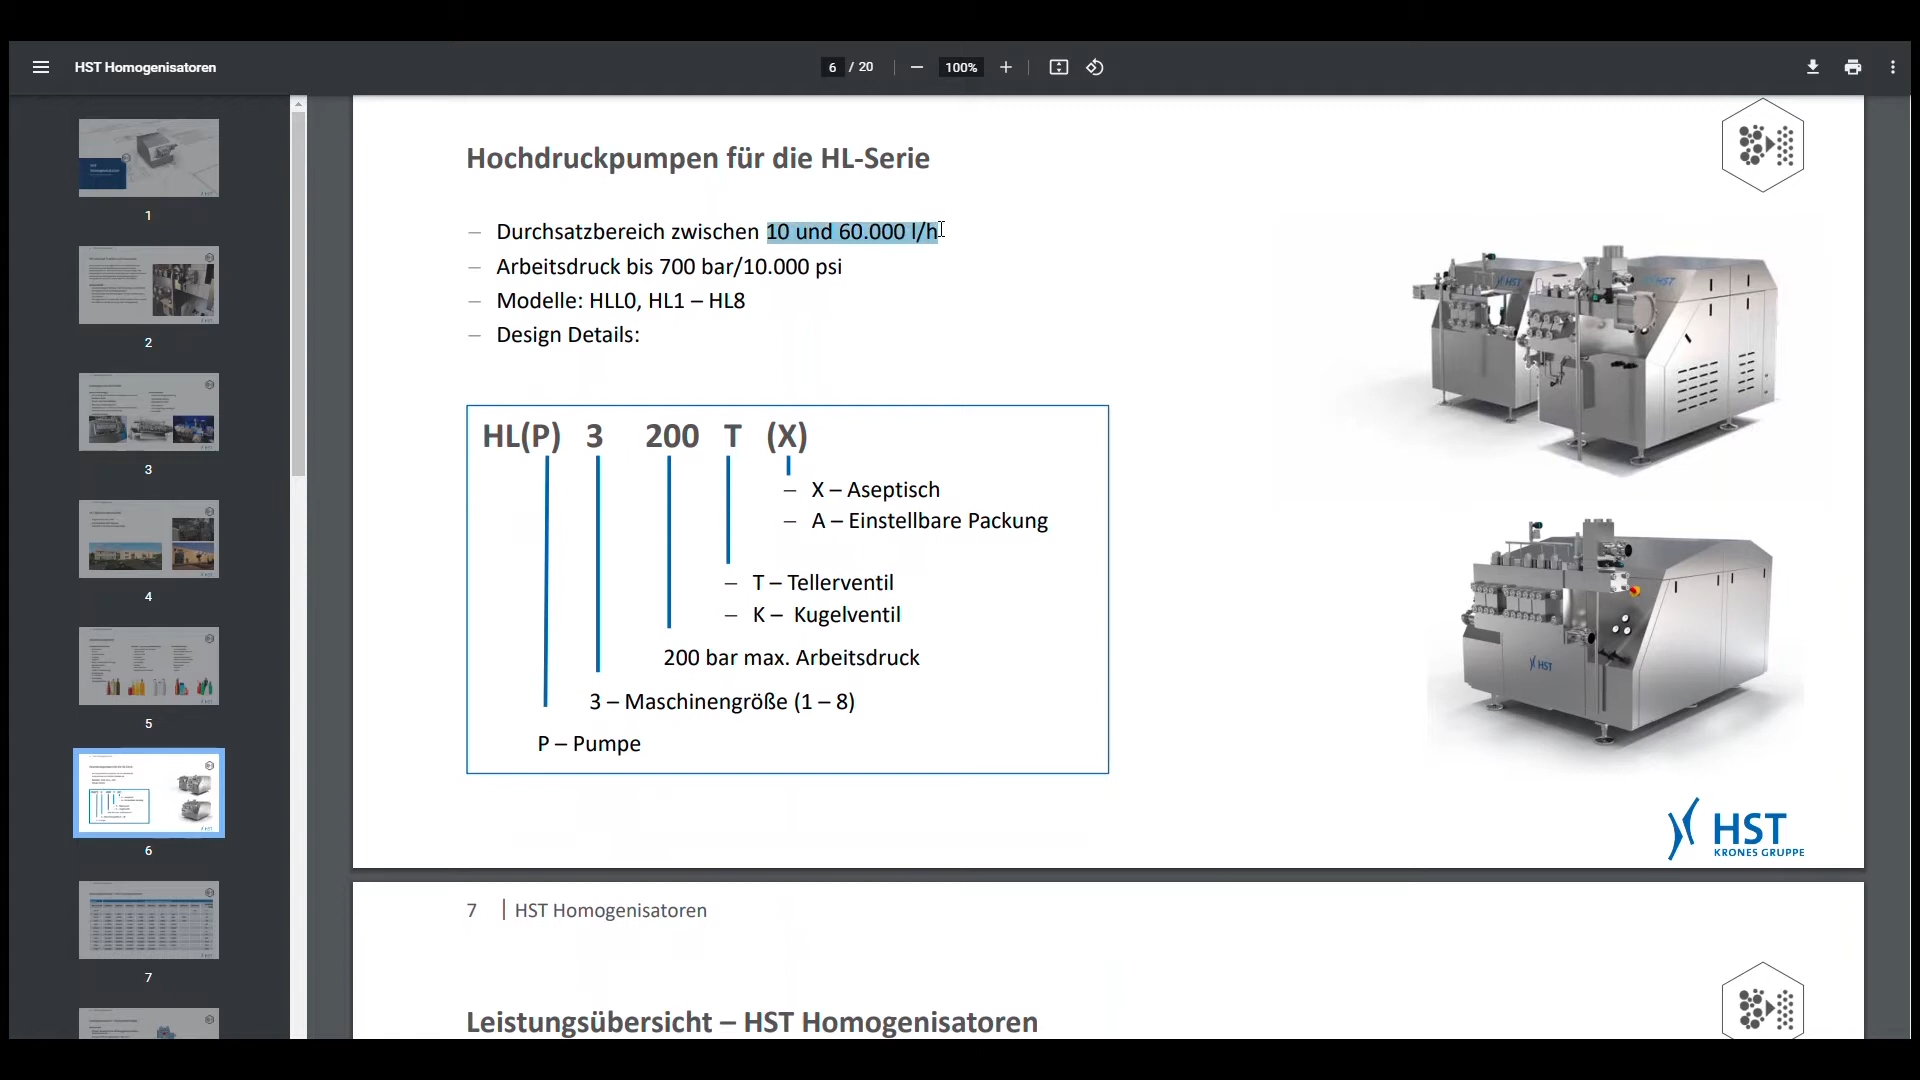 HST Homogenisatoren
6 / 20
100%
1
2
3
4
5
6
7
Hochdruckpumpen für die HL-Serie
– Durchsatzbereich zwischen 10 und 60.000 l/h
– Arbeitsdruck bis 700 bar/10.000 psi
– Modelle: HLL0, HL1 – HL8
– Design Details:
HL(P) 3 200 T (X)
– X – Aseptisch
– A – Einstellbare Packung
– T – Tellerventil
– K – Kugelventil
200 bar max. Arbeitsdruck
3 – Maschinengröße (1 – 8)
P – Pumpe
HST
HST
HST
HST
KRONES GRUPPE
7 | HST Homogenisatoren
Leistungsübersicht – HST Homogenisatoren